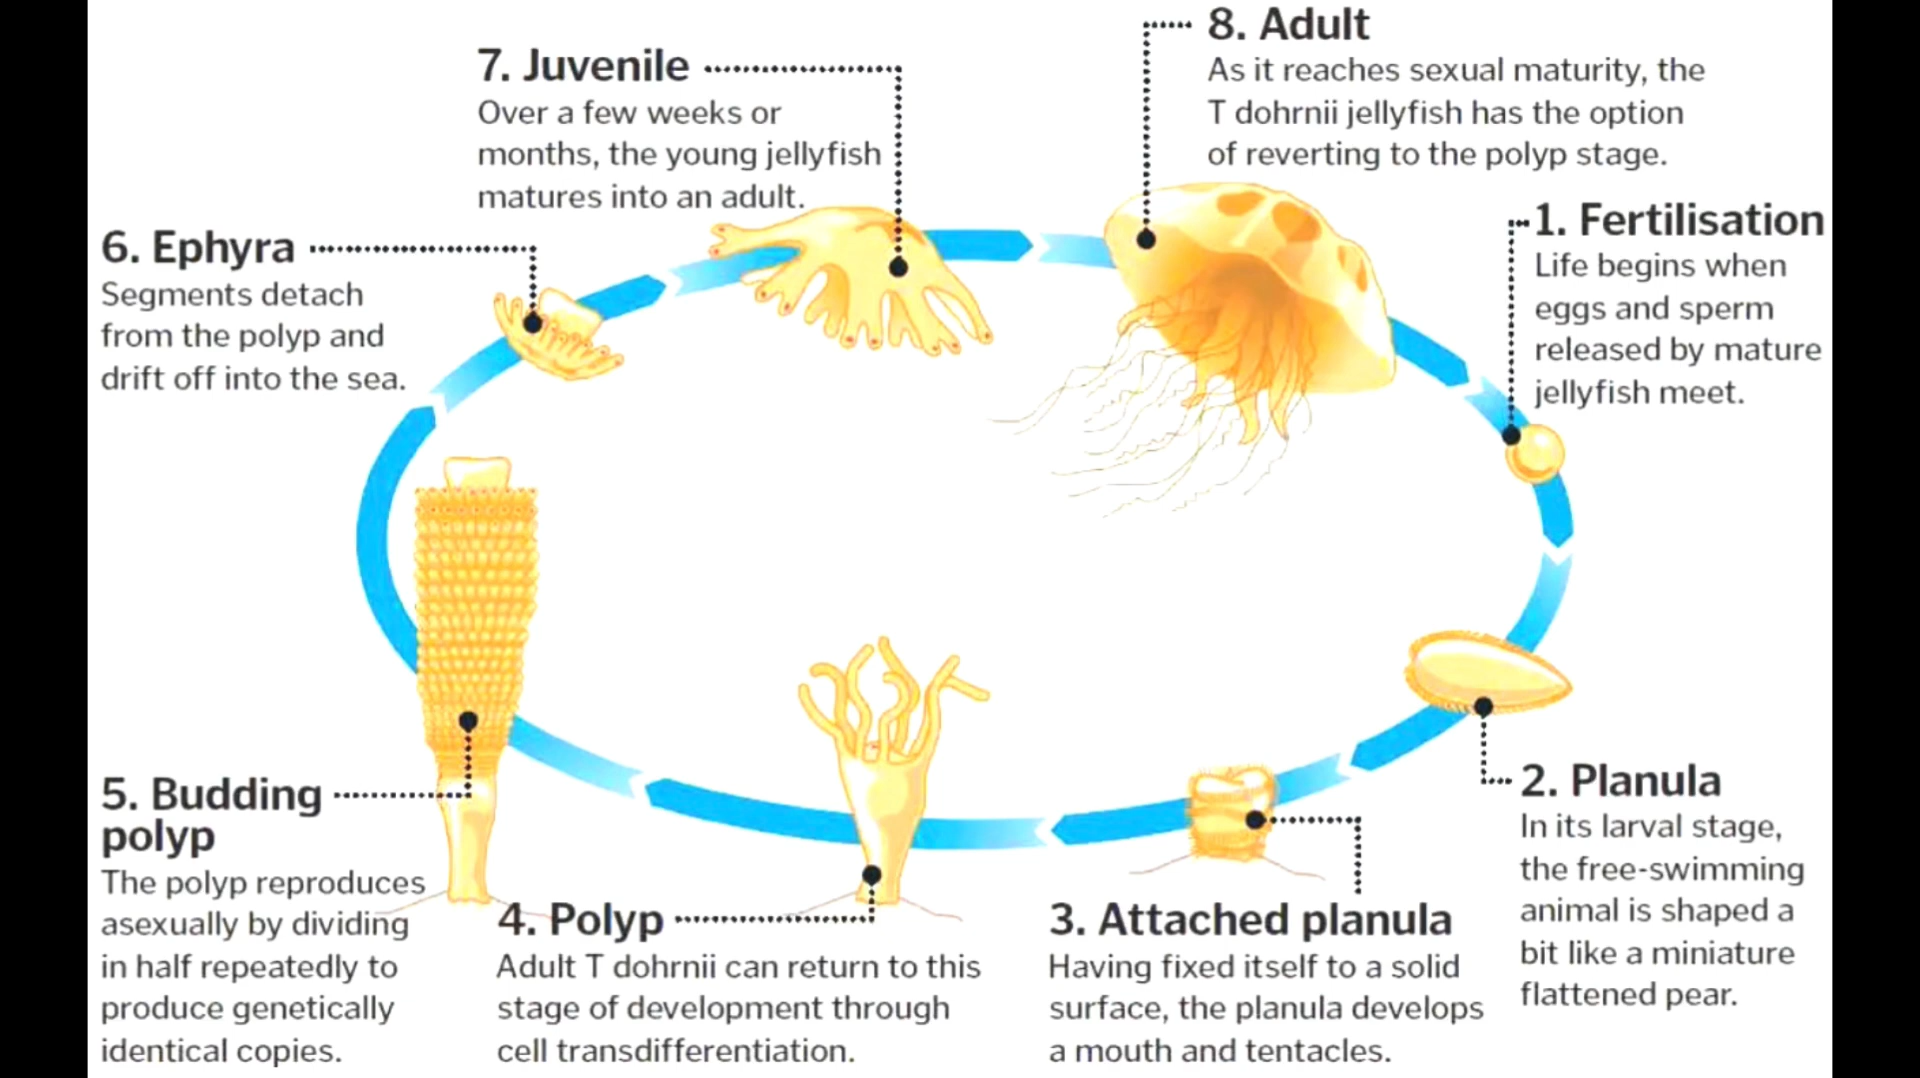 8. Adult
As it reaches sexual maturity, the
T dohrnii jellyfish has the option
of reverting to the polyp stage.
7. Juvenile
Over a few weeks or
months, the young jellyfish
matures into an adult.
1. Fertilisation
Life begins when
eggs and sperm
released by mature
jellyfish meet.
6. Ephyra
Segments detach
from the polyp and
drift off into the sea.
2. Planula
In its larval stage,
the free-swimming
animal is shaped a
bit like a miniature
flattened pear.
5. Budding
polyp
The polyp reproduces
asexually by dividing
in half repeatedly to
produce genetically
identical copies.
4. Polyp
Adult T dohrnii can return to this
stage of development through
cell transdifferentiation.
3. Attached planula
Having fixed itself to a solid
surface, the planula develops
a mouth and tentacles.